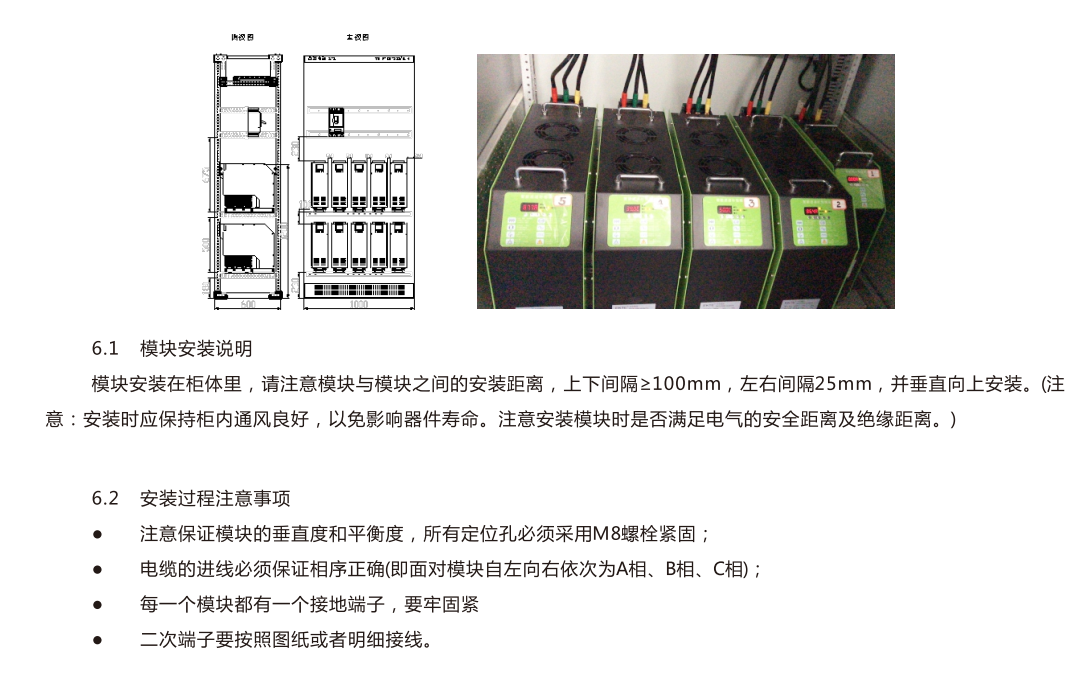 主视图
600
1000
5
3
2
6.1 模块安装说明
模块安装在柜体里，请注意模块与模块之间的安装距离，上下间隔≥100mm，左右间隔25mm，并垂直向上安装。(注
意：安装时应保持柜内通风良好，以免影响器件寿命。注意安装模块时是否满足电气的安全距离及绝缘距离。)
6.2 安装过程注意事项
● 注意保证模块的垂直度和平衡度，所有定位孔必须采用M8螺栓紧固；
● 电缆的进线必须保证相序正确(即面对模块自左向右依次为A相、B相、C相)；
● 每一个模块都有一个接地端子，要牢固紧
● 二次端子要按照图纸或者明细接线。